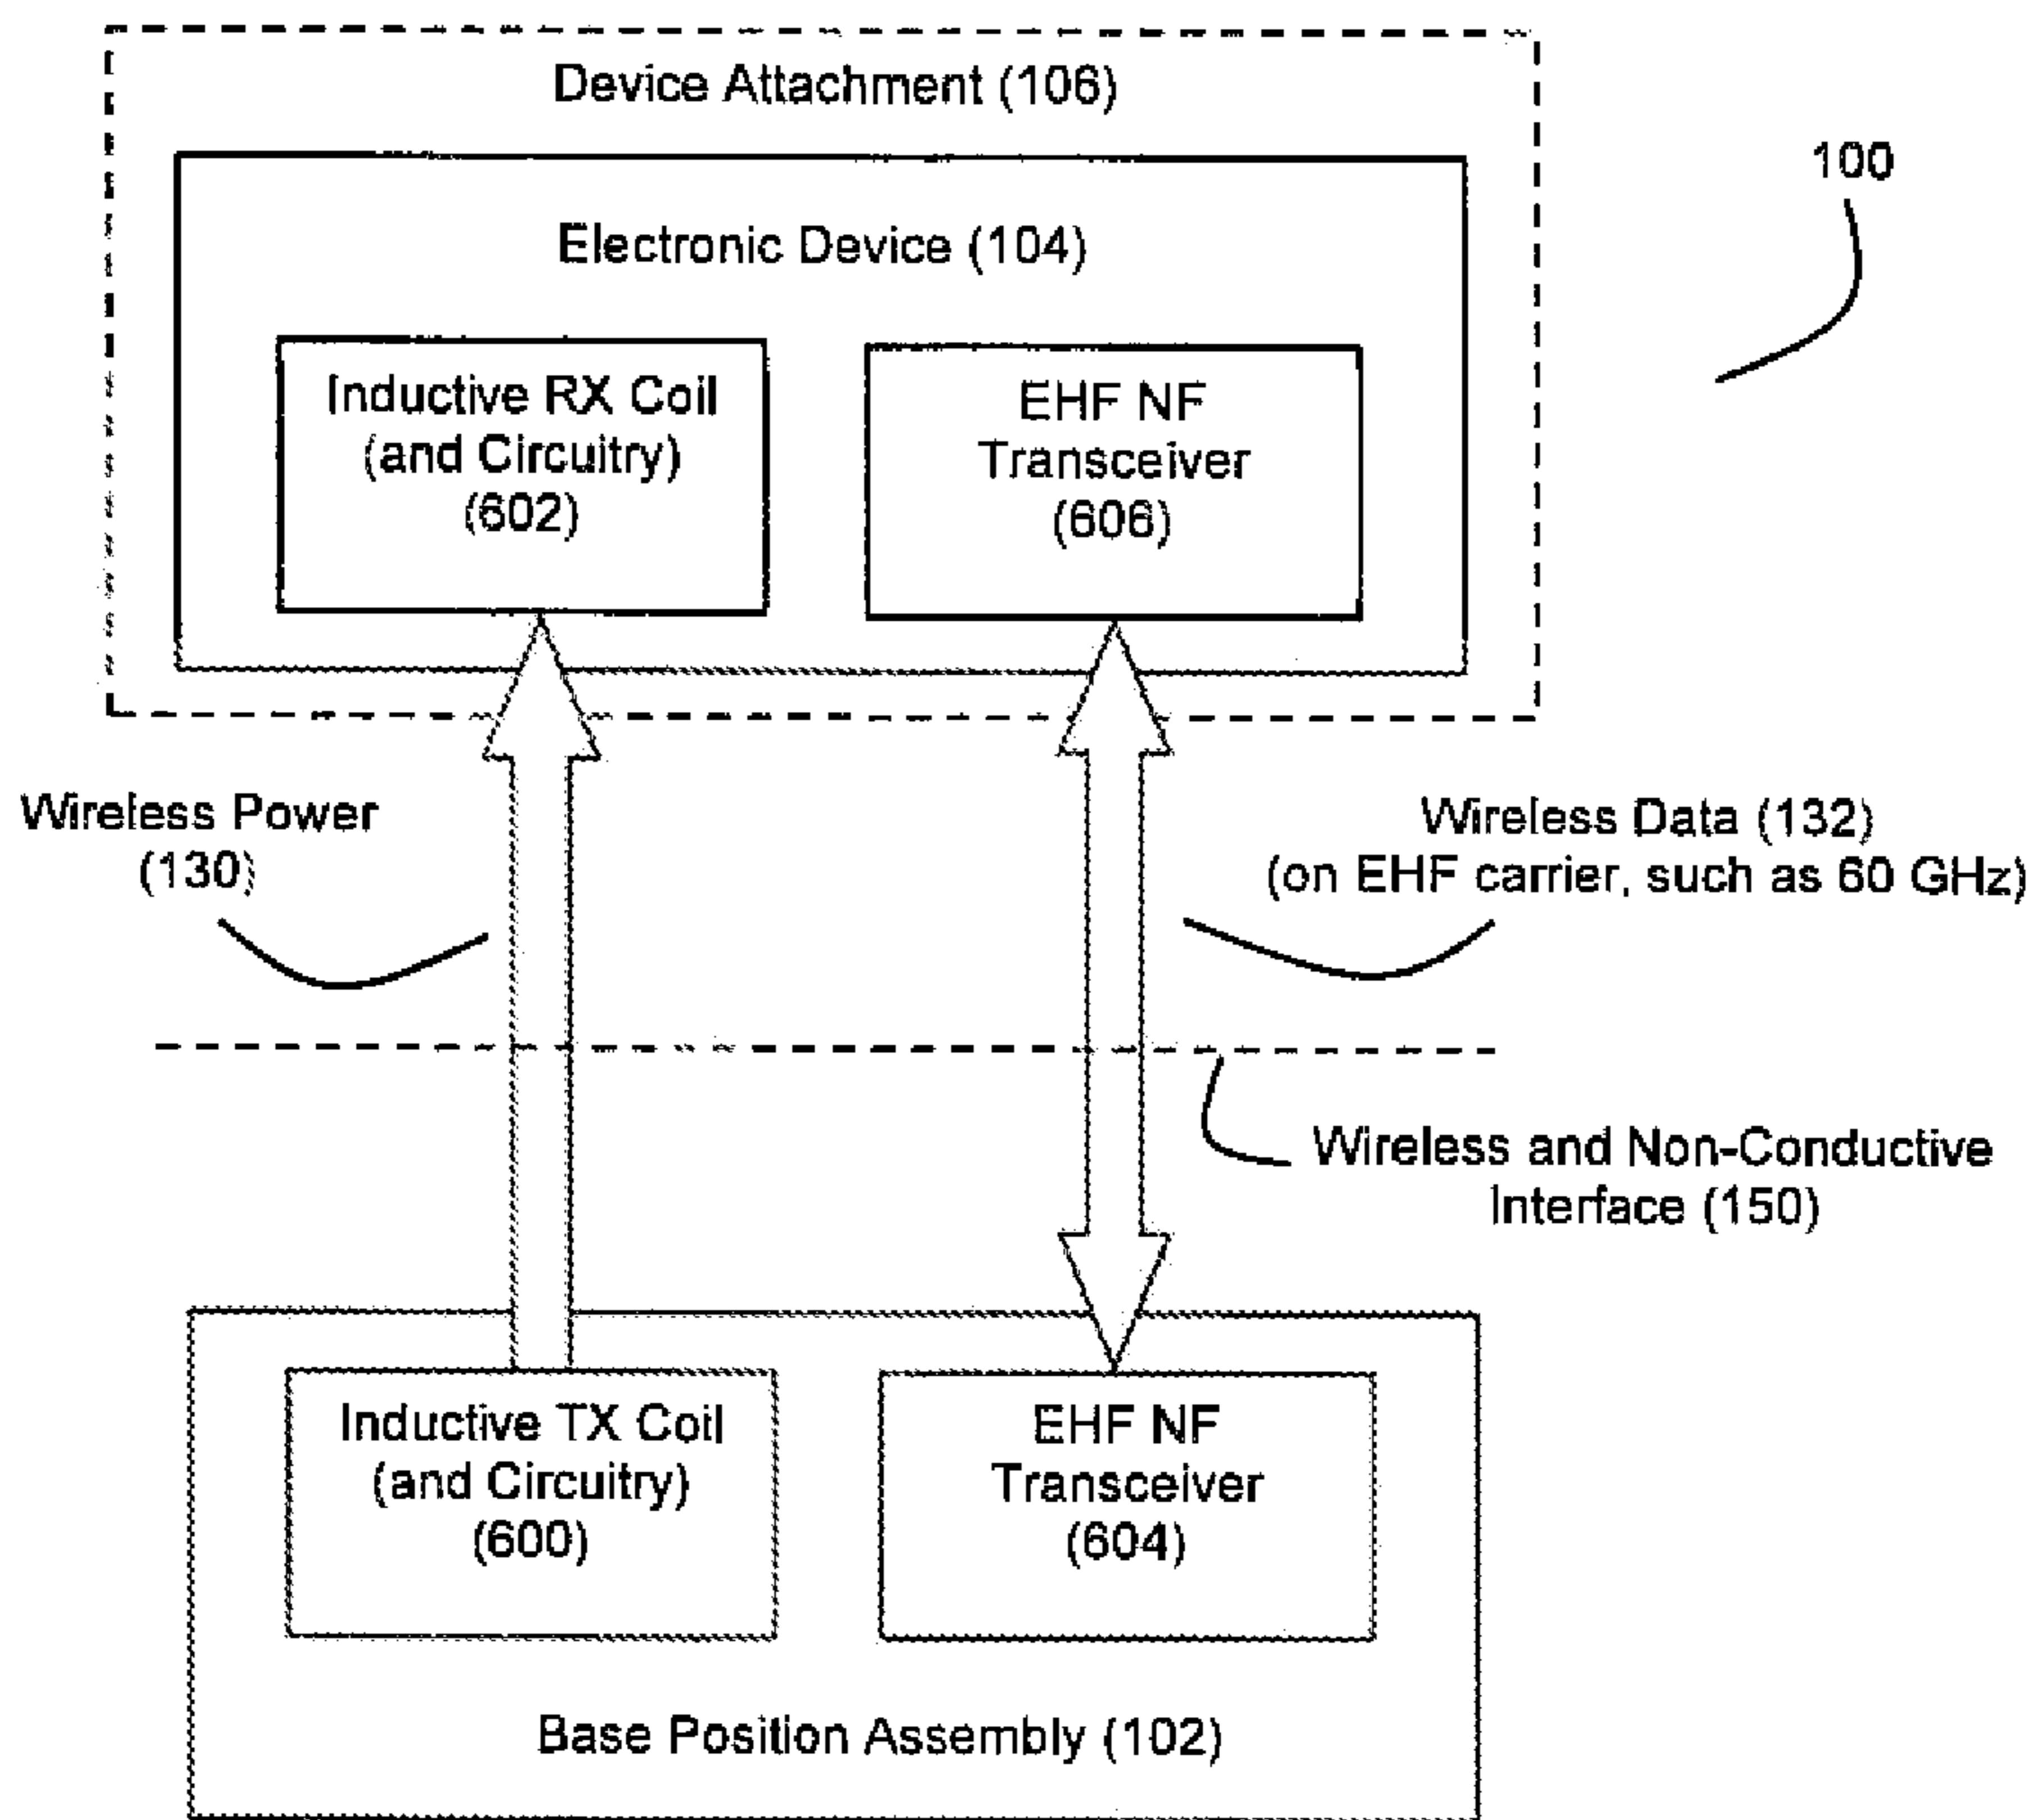 Device Attachment (106)
100
Electronic Device (104)
Inductive RX Coil
(and Circuitry)
(602)
EHF NF
Transceiver
(606)
Wireless Power
(130)
Wireless Data (132)
(on EHF carrier, such as 60 GHz)
Wireless and Non-Conductive
Interface (150)
Inductive TX Coil
(and Circuitry)
(600)
EHF NF
Transceiver
(604)
Base Position Assembly (102)